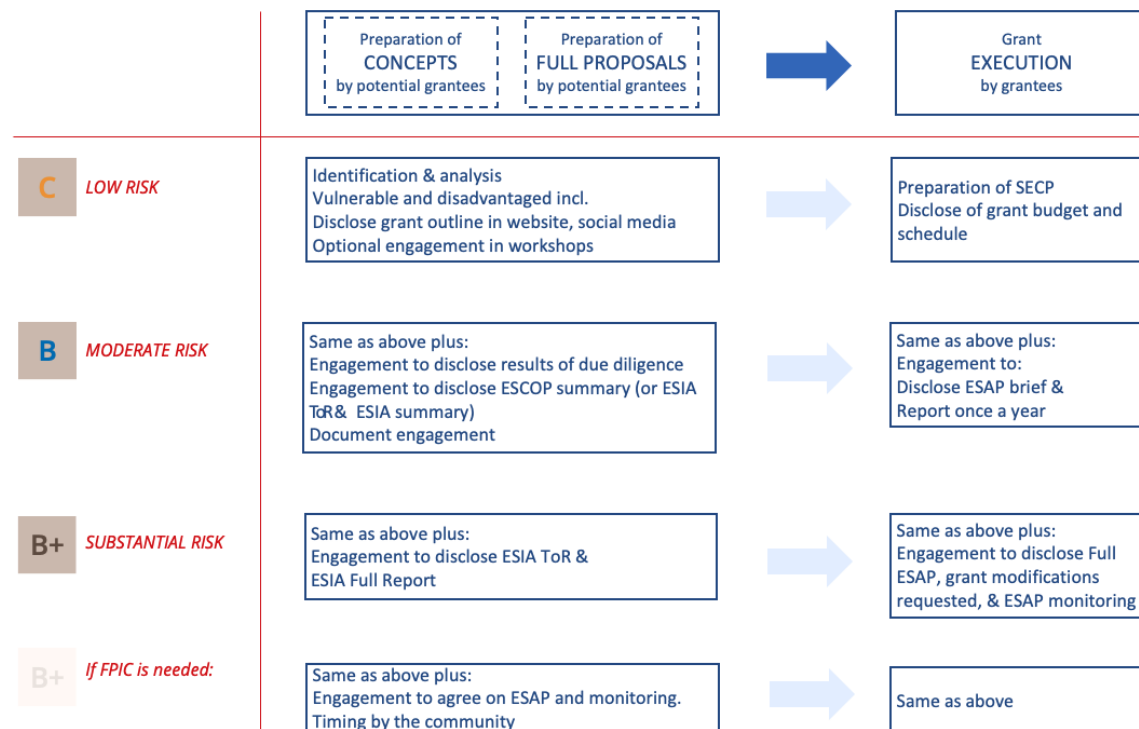 Preparation of
CONCEPTS
by potential grantees
Preparation of
FULL PROPOSALS
by potential grantees
Grant
EXECUTION
by grantees
C
LOW RISK
Identification & analysis
Vulnerable and disadvantaged incl.
Disclose grant outline in website, social media
Optional engagement in workshops
Preparation of SECP
Disclose of grant budget and
schedule
B
MODERATE RISK
Same as above plus:
Engagement to disclose results of due diligence
Engagement to disclose ESCOP summary (or ESIA
ToR & ESIA summary)
Document engagement
Same as above plus:
Engagement to:
Disclose ESAP brief &
Report once a year
B+
SUBSTANTIAL RISK
Same as above plus:
Engagement to disclose ESIA ToR &
ESIA Full Report
Same as above plus:
Engagement to disclose Full
ESAP, grant modifications
requested, & ESAP monitoring
B+
If FPIC is needed:
Same as above plus:
Engagement to agree on ESAP and monitoring.
Timing by the community
Same as above